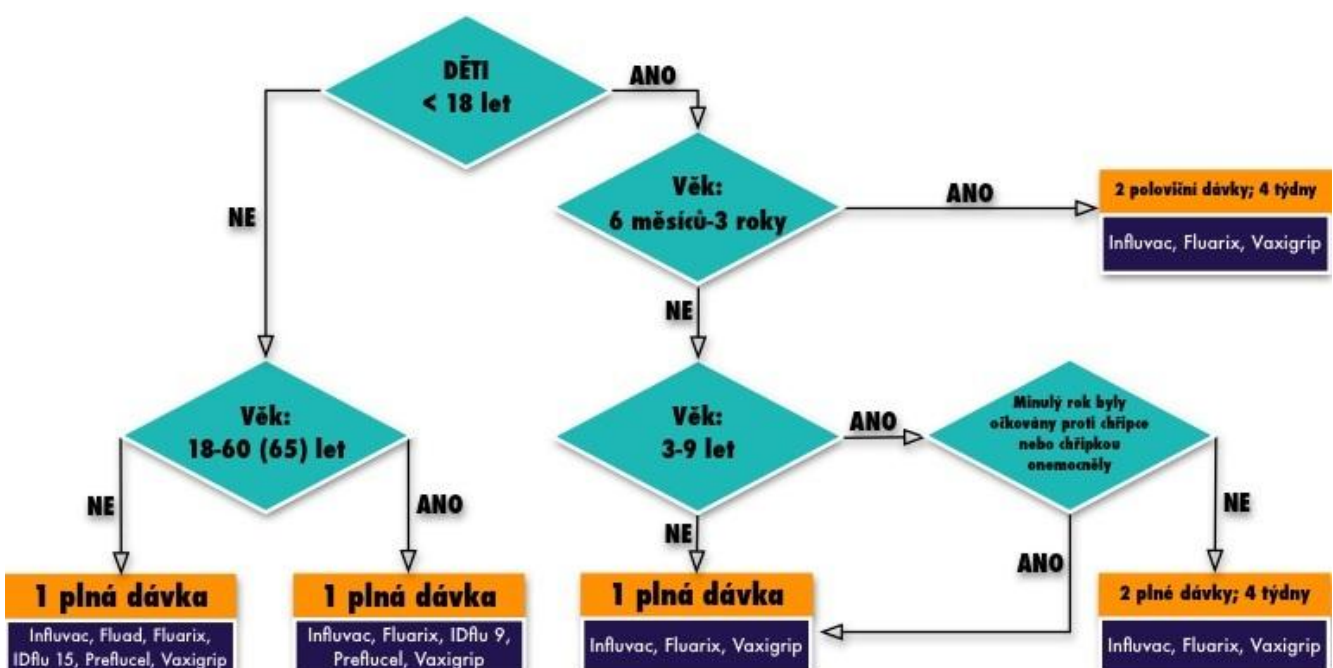 DĚTI
< 18 let
ANO
Věk:
6 měsíců-3 roky
ANO
2 poloviční dávky; 4 týdny
Influvac, Fluarix, Vaxigrip
NE
NE
Věk:
18-60 (65) let
Věk:
3-9 let
ANO
Minulý rok byly
očkovány proti chřipce
nebo chřipkou
onemocněly
NE
ANO
NE
ANO
NE
1 plná dávka
Influvac, Fluad, Fluarix,
IDflu 15, Preflucel, Vaxigrip
1 plná dávka
Influvac, Fluarix, IDflu 9,
Preflucel, Vaxigrip
1 plná dávka
Influvac, Fluarix, Vaxigrip
2 plné dávky; 4 týdny
Influvac, Fluarix, Vaxigrip